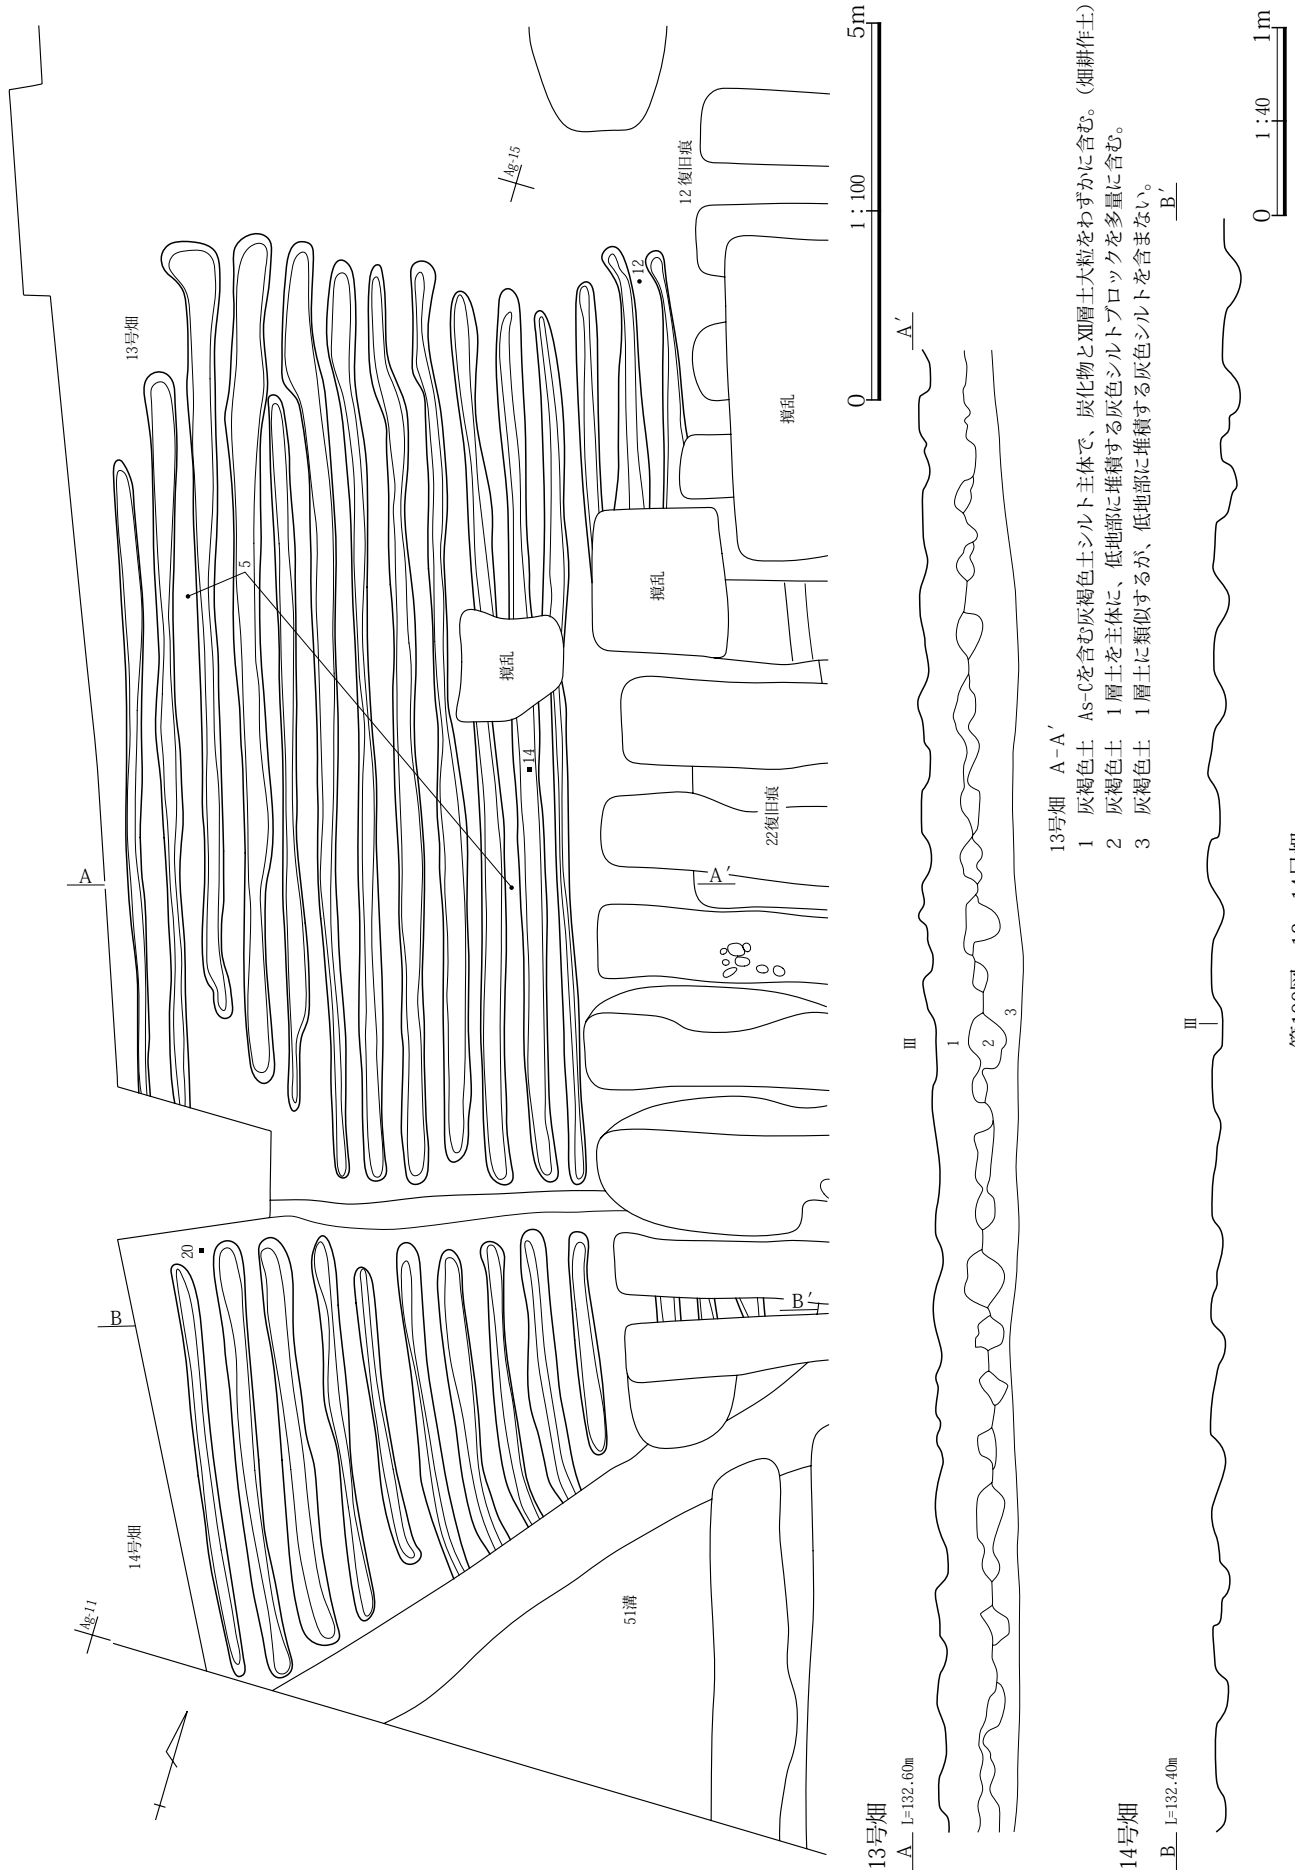 Ag-11
14号畑
20
B
B′
51溝
A
13号畑
5
14
A′
12
Ag-15
攪乱
攪乱
攪乱
22復旧痕
12復旧痕
0
1:100
5m
13号畑
A
L=132.60m
A′
Ⅲ
1
2
3
13号畑 A-A′
1 灰褐色土 As-Cを含む灰褐色土シルト主体で、炭化物とⅫ層土大粒をわずかに含む。(畑耕作土)
2 灰褐色土 1層土を主体に、低地部に堆積する灰色シルトブロックを多量に含む。
3 灰褐色土 1層土に類似するが、低地部に堆積する灰色シルトを含まない。
14号畑
B
L=132.40m
B′
Ⅲ
0
1:40
1m